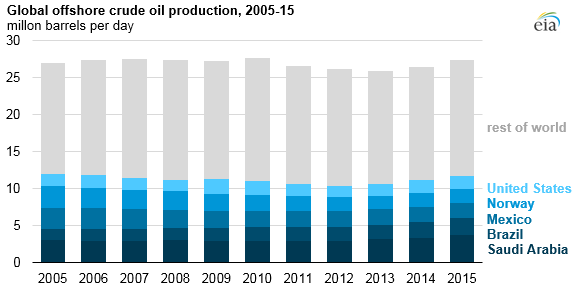 Global offshore crude oil production, 2005-15
millon barrels per day
eia
30
25
20
15
10
5
0
rest of world
United States
Norway
Mexico
Brazil
Saudi Arabia
2005 2006 2007 2008 2009 2010 2011 2012 2013 2014 2015